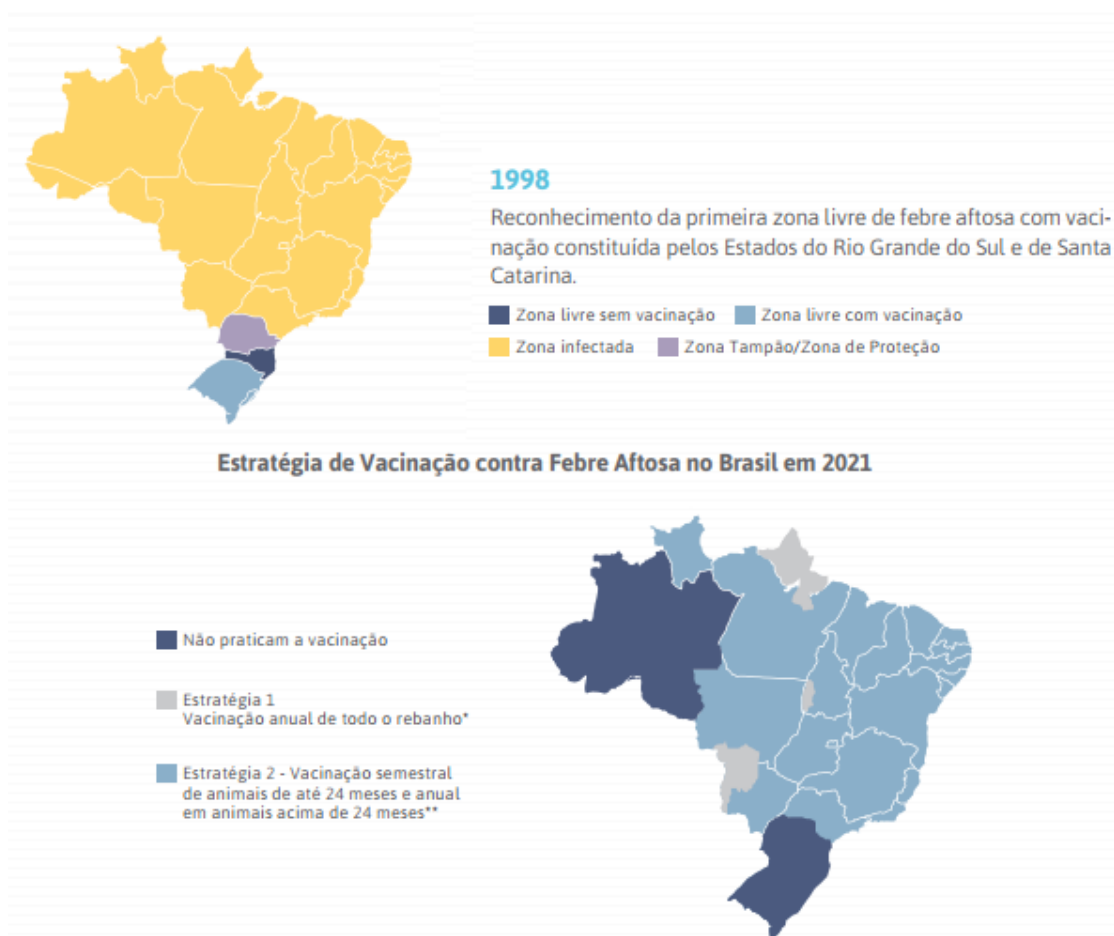 1998
Reconhecimento da primeira zona livre de febre aftosa com vaci-
nação constituída pelos Estados do Rio Grande do Sul e de Santa
Catarina.
Zona livre sem vacinação Zona livre com vacinação
Zona infectada Zona Tampão/Zona de Proteção
Estratégia de Vacinação contra Febre Aftosa no Brasil em 2021
Não praticam a vacinação
Estratégia 1
Vacinação anual de todo o rebanho*
Estratégia 2 - Vacinação semestral
de animais de até 24 meses e anual
em animais acima de 24 meses**